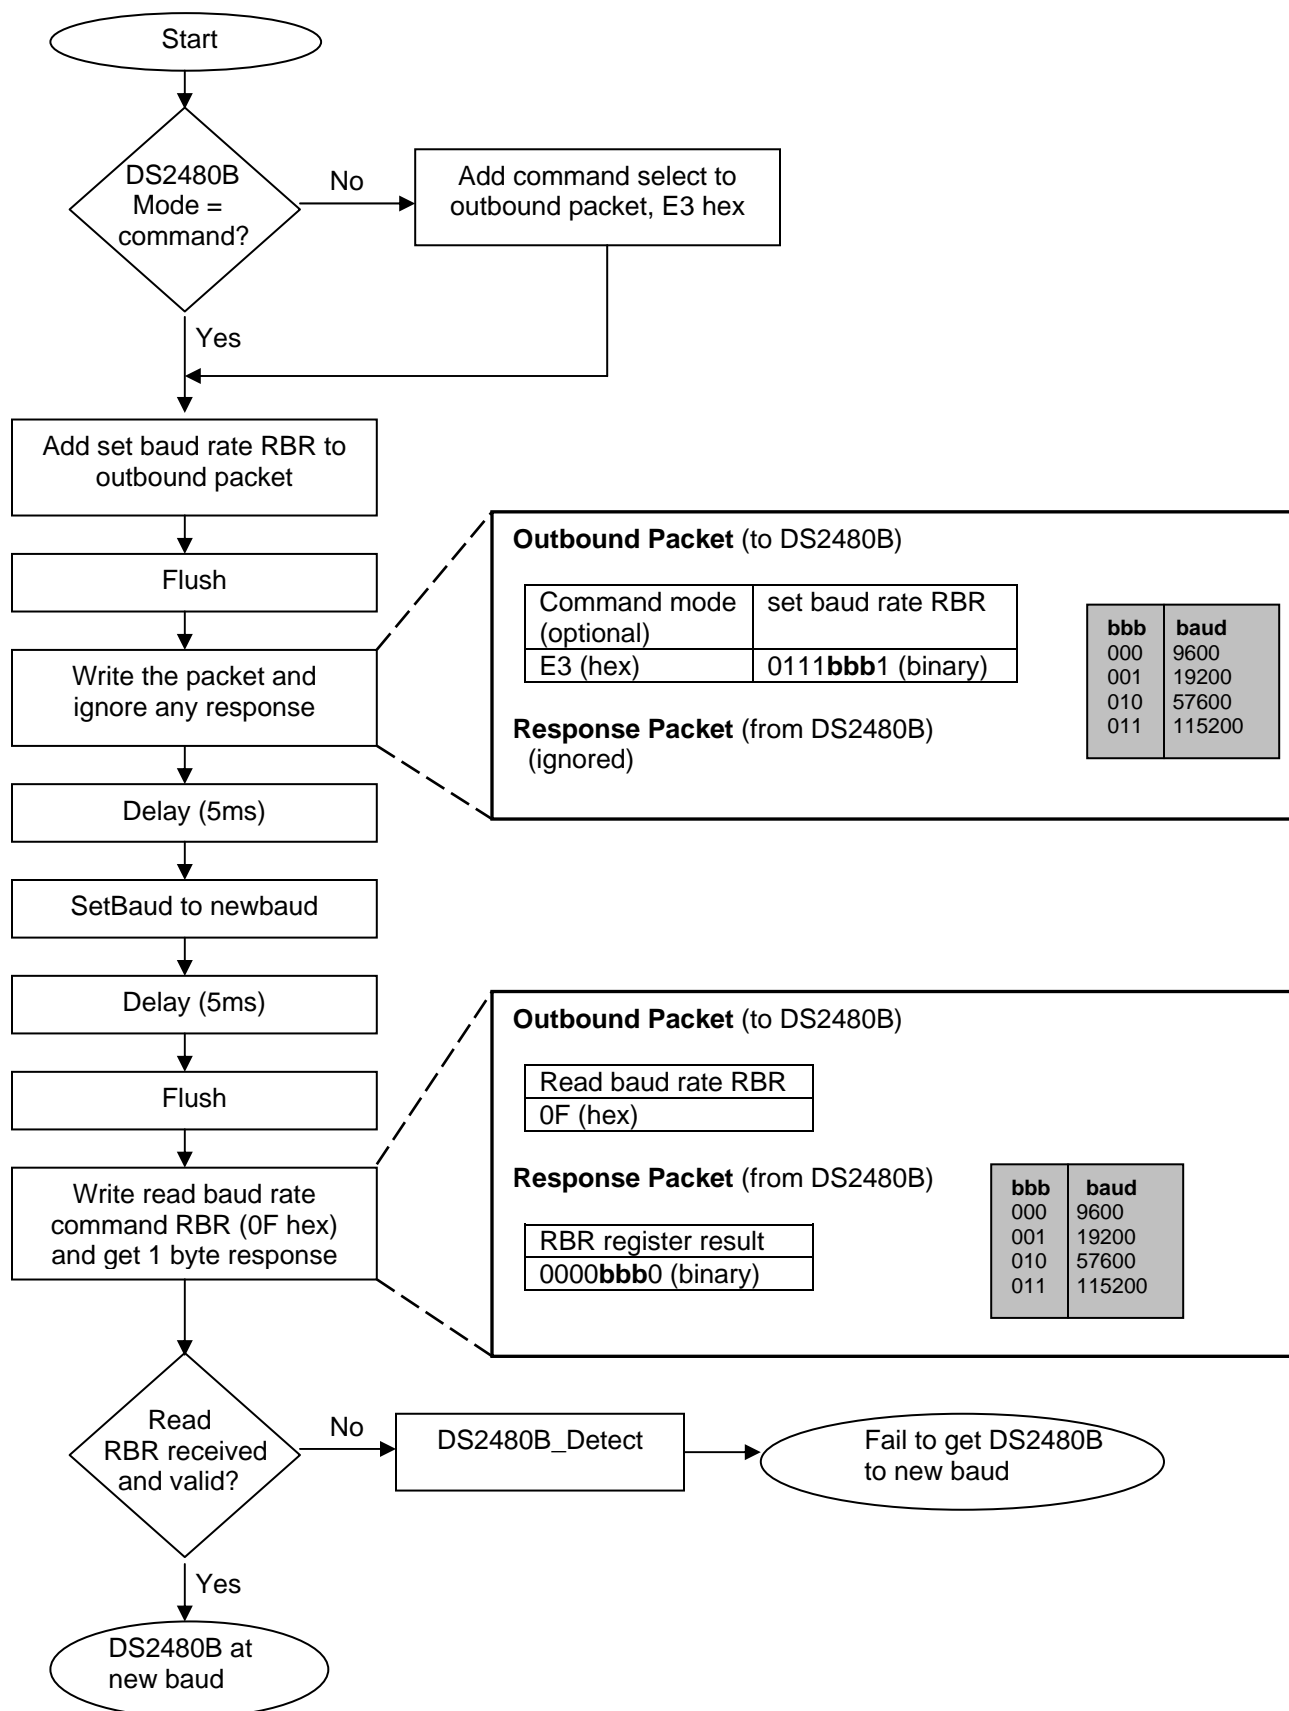 Start
DS2480B
Mode =
command?
No
Add command select to
outbound packet, E3 hex
Yes
Add set baud rate RBR to
outbound packet
Flush
Write the packet and
ignore any response
Outbound Packet (to DS2480B)
Command mode
(optional)
set baud rate RBR
E3 (hex)
0111bbb1 (binary)
bbb baud
000 9600
001 19200
010 57600
011 115200
Response Packet (from DS2480B)
(ignored)
Delay (5ms)
SetBaud to newbaud
Delay (5ms)
Flush
Write read baud rate
command RBR (0F hex)
and get 1 byte response
Outbound Packet (to DS2480B)
Read baud rate RBR
0F (hex)
Response Packet (from DS2480B)
RBR register result
0000bbb0 (binary)
bbb baud
000 9600
001 19200
010 57600
011 115200
Read
RBR received
and valid?
No
DS2480B_Detect
Fail to get DS2480B
to new baud
Yes
DS2480B at
new baud